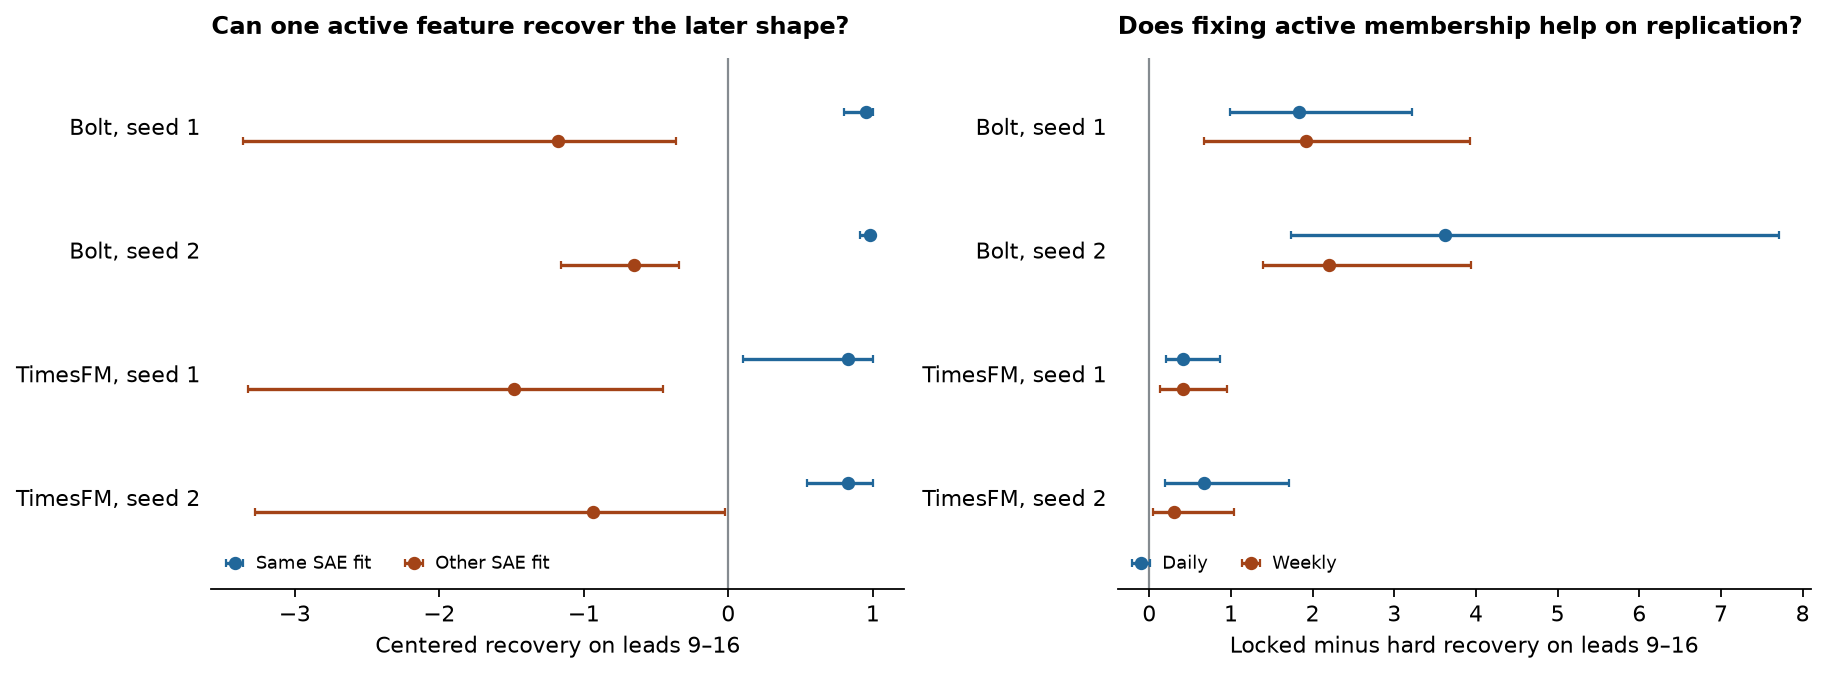 Can one active feature recover the later shape?
Bolt, seed 1
Bolt, seed 2
TimesFM, seed 1
TimesFM, seed 2
Same SAE fit
Other SAE fit
−3
−2
−1
0
1
Centered recovery on leads 9–16
Does fixing active membership help on replication?
Bolt, seed 1
Bolt, seed 2
TimesFM, seed 1
TimesFM, seed 2
Daily
Weekly
0
1
2
3
4
5
6
7
8
Locked minus hard recovery on leads 9–16